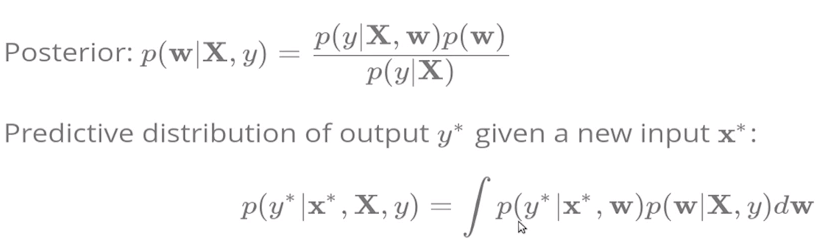 Posterior: p(w|X, y) = p(y|X, w)p(w) / p(y|X)
Predictive distribution of output y* given a new input x*:
p(y*|x*, X, y) = ∫ p(y*|x*, w)p(w|X, y)dw